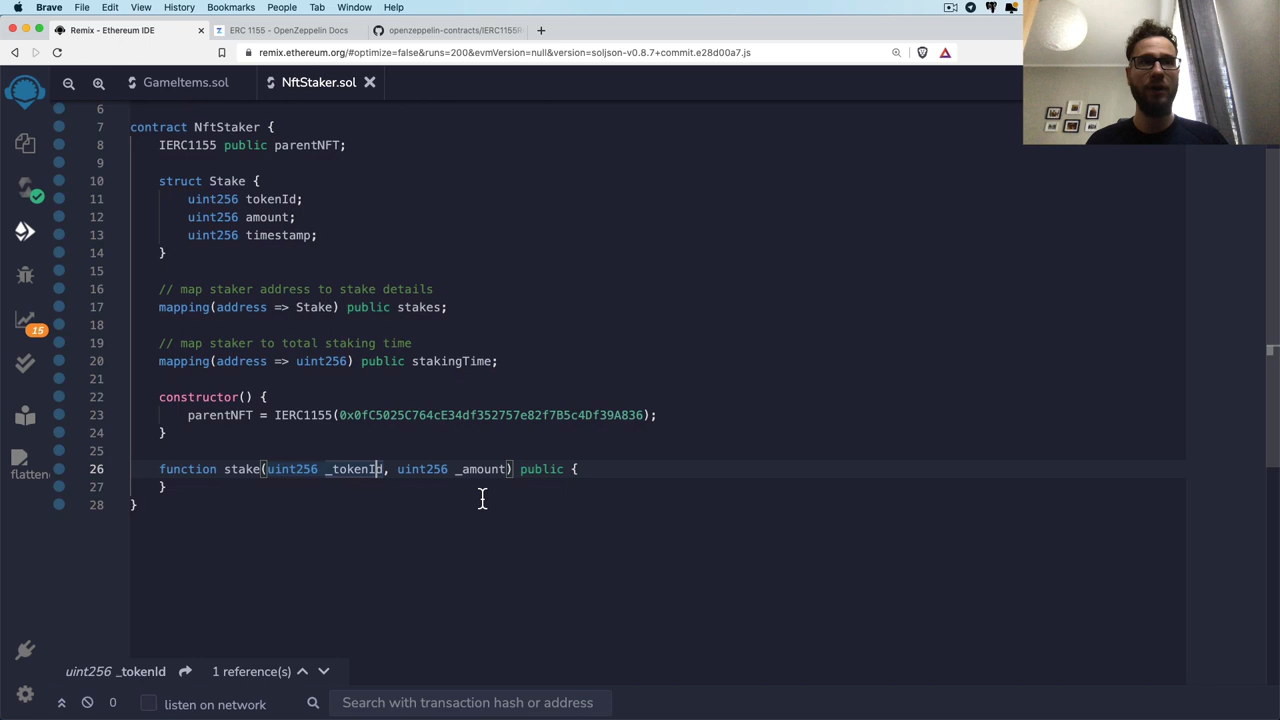 Brave File Edit View History Bookmarks People Tab Window Help
Remix - Ethereum IDE
ERC 1155 - OpenZeppelin Docs
openzeppelin-contracts/IERC1155R
remix.ethereum.org/#optimize=false&runs=200&evmVersion=null&version=soljson-v0.8.7+commit.e28d00a7.js
GameItems.sol
NftStaker.sol
6
7 contract NftStaker {
8 IERC1155 public parentNFT;
9
10 struct Stake {
11 uint256 tokenId;
12 uint256 amount;
13 uint256 timestamp;
14 }
15
16 // map staker address to stake details
17 mapping(address => Stake) public stakes;
18
19 // map staker to total staking time
20 mapping(address => uint256) public stakingTime;
21
22 constructor() {
23 parentNFT = IERC1155(0x0fC5025C764cE34df352757e82f7B5c4Df39A836);
24 }
25
26 function stake(uint256 _tokenId, uint256 _amount) public {
27 }
28 }
15
flatten
uint256 _tokenId 1 reference(s)
0 listen on network Search with transaction hash or address